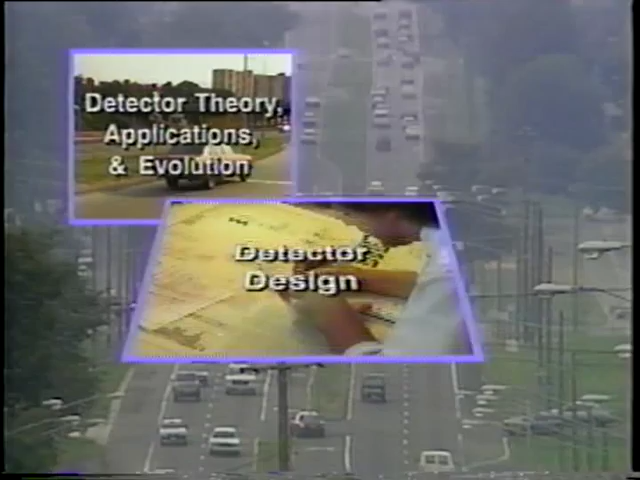 Detector Theory,
Applications,
& Evolution
Detector
Design